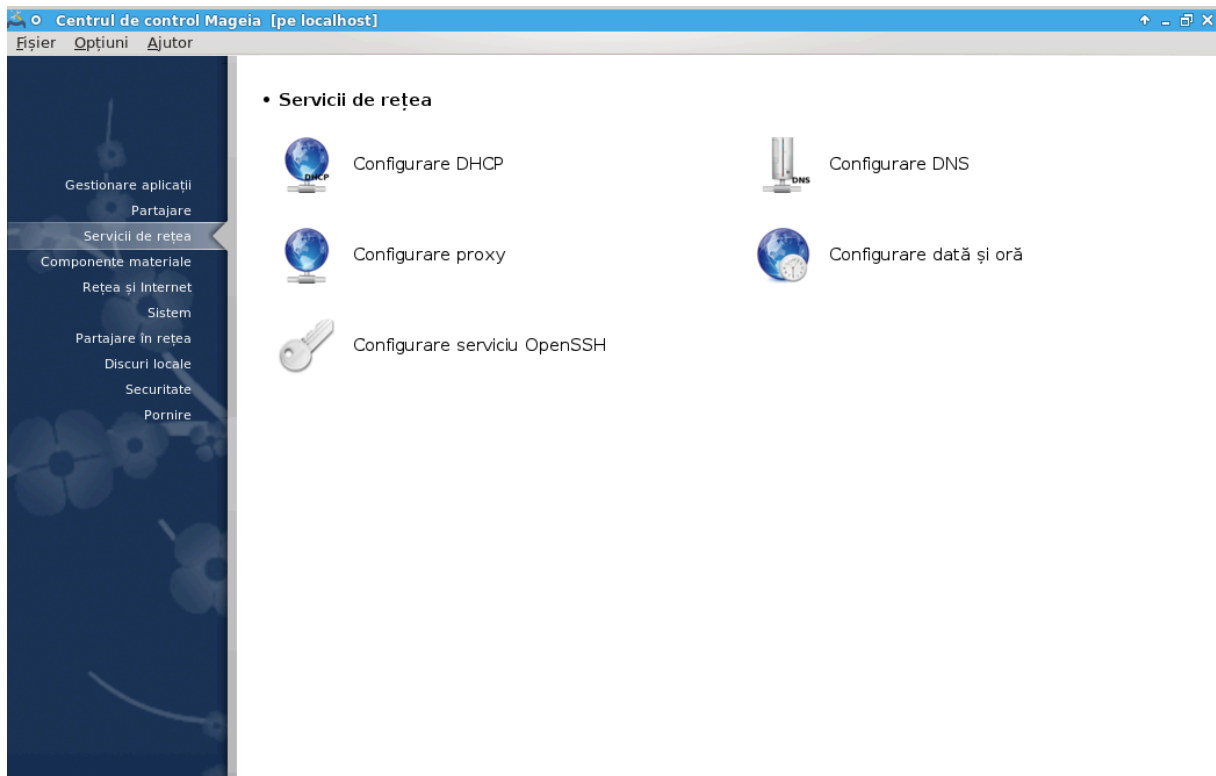 Centrul de control Mageia [pe localhost]
Fișier Opțiuni Ajutor
Gestionare aplicații
Partajare
Servicii de rețea
Componente materiale
Rețea și Internet
Sistem
Partajare în rețea
Discuri locale
Securitate
Pornire
• Servicii de rețea
DHCP
Configurare DHCP
DNS
Configurare DNS
Configurare proxy
Configurare dată și oră
Configurare serviciu OpenSSH